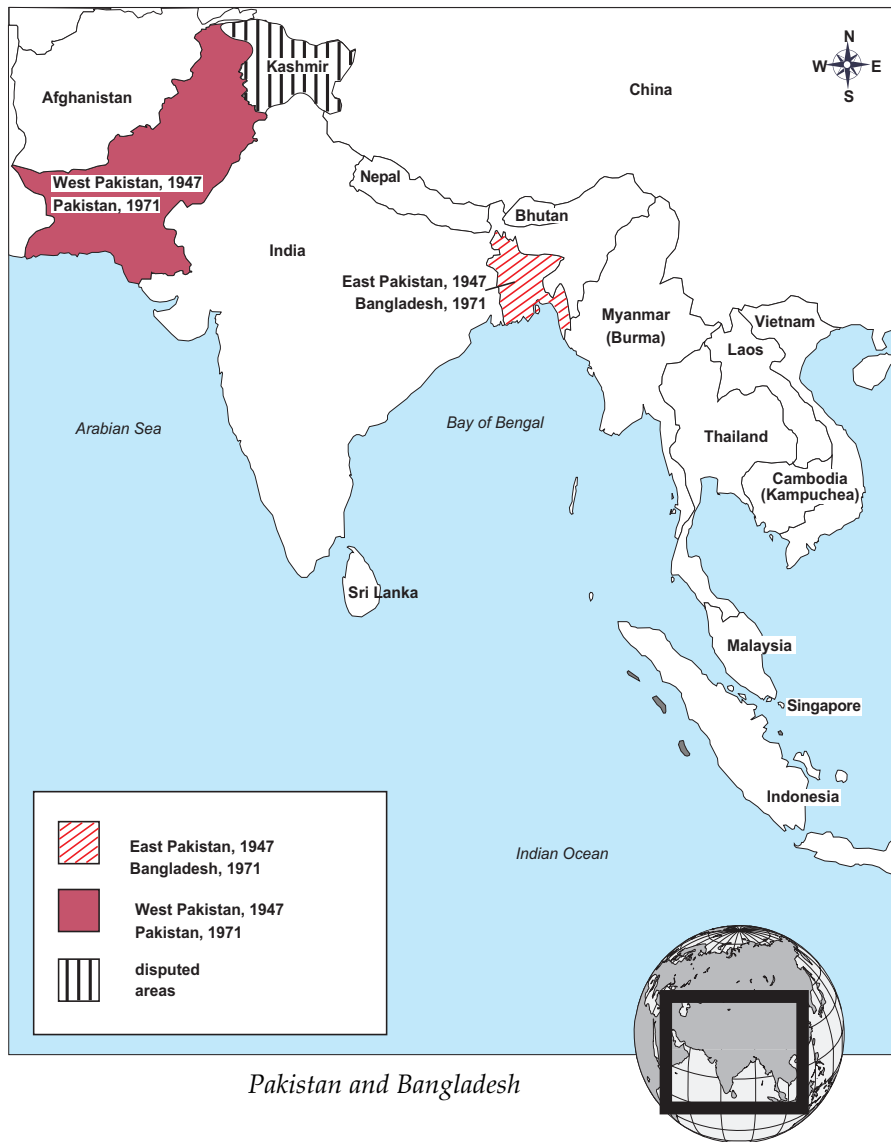 N
W E
S
Kashmir
Afghanistan
China
West Pakistan, 1947
Pakistan, 1971
Nepal
Bhutan
India
East Pakistan, 1947
Bangladesh, 1971
Myanmar
(Burma)
Vietnam
Laos
Arabian Sea
Bay of Bengal
Thailand
Cambodia
(Kampuchea)
Sri Lanka
Malaysia
Singapore
Indonesia
Indian Ocean
East Pakistan, 1947
Bangladesh, 1971
West Pakistan, 1947
Pakistan, 1971
disputed
areas
Pakistan and Bangladesh